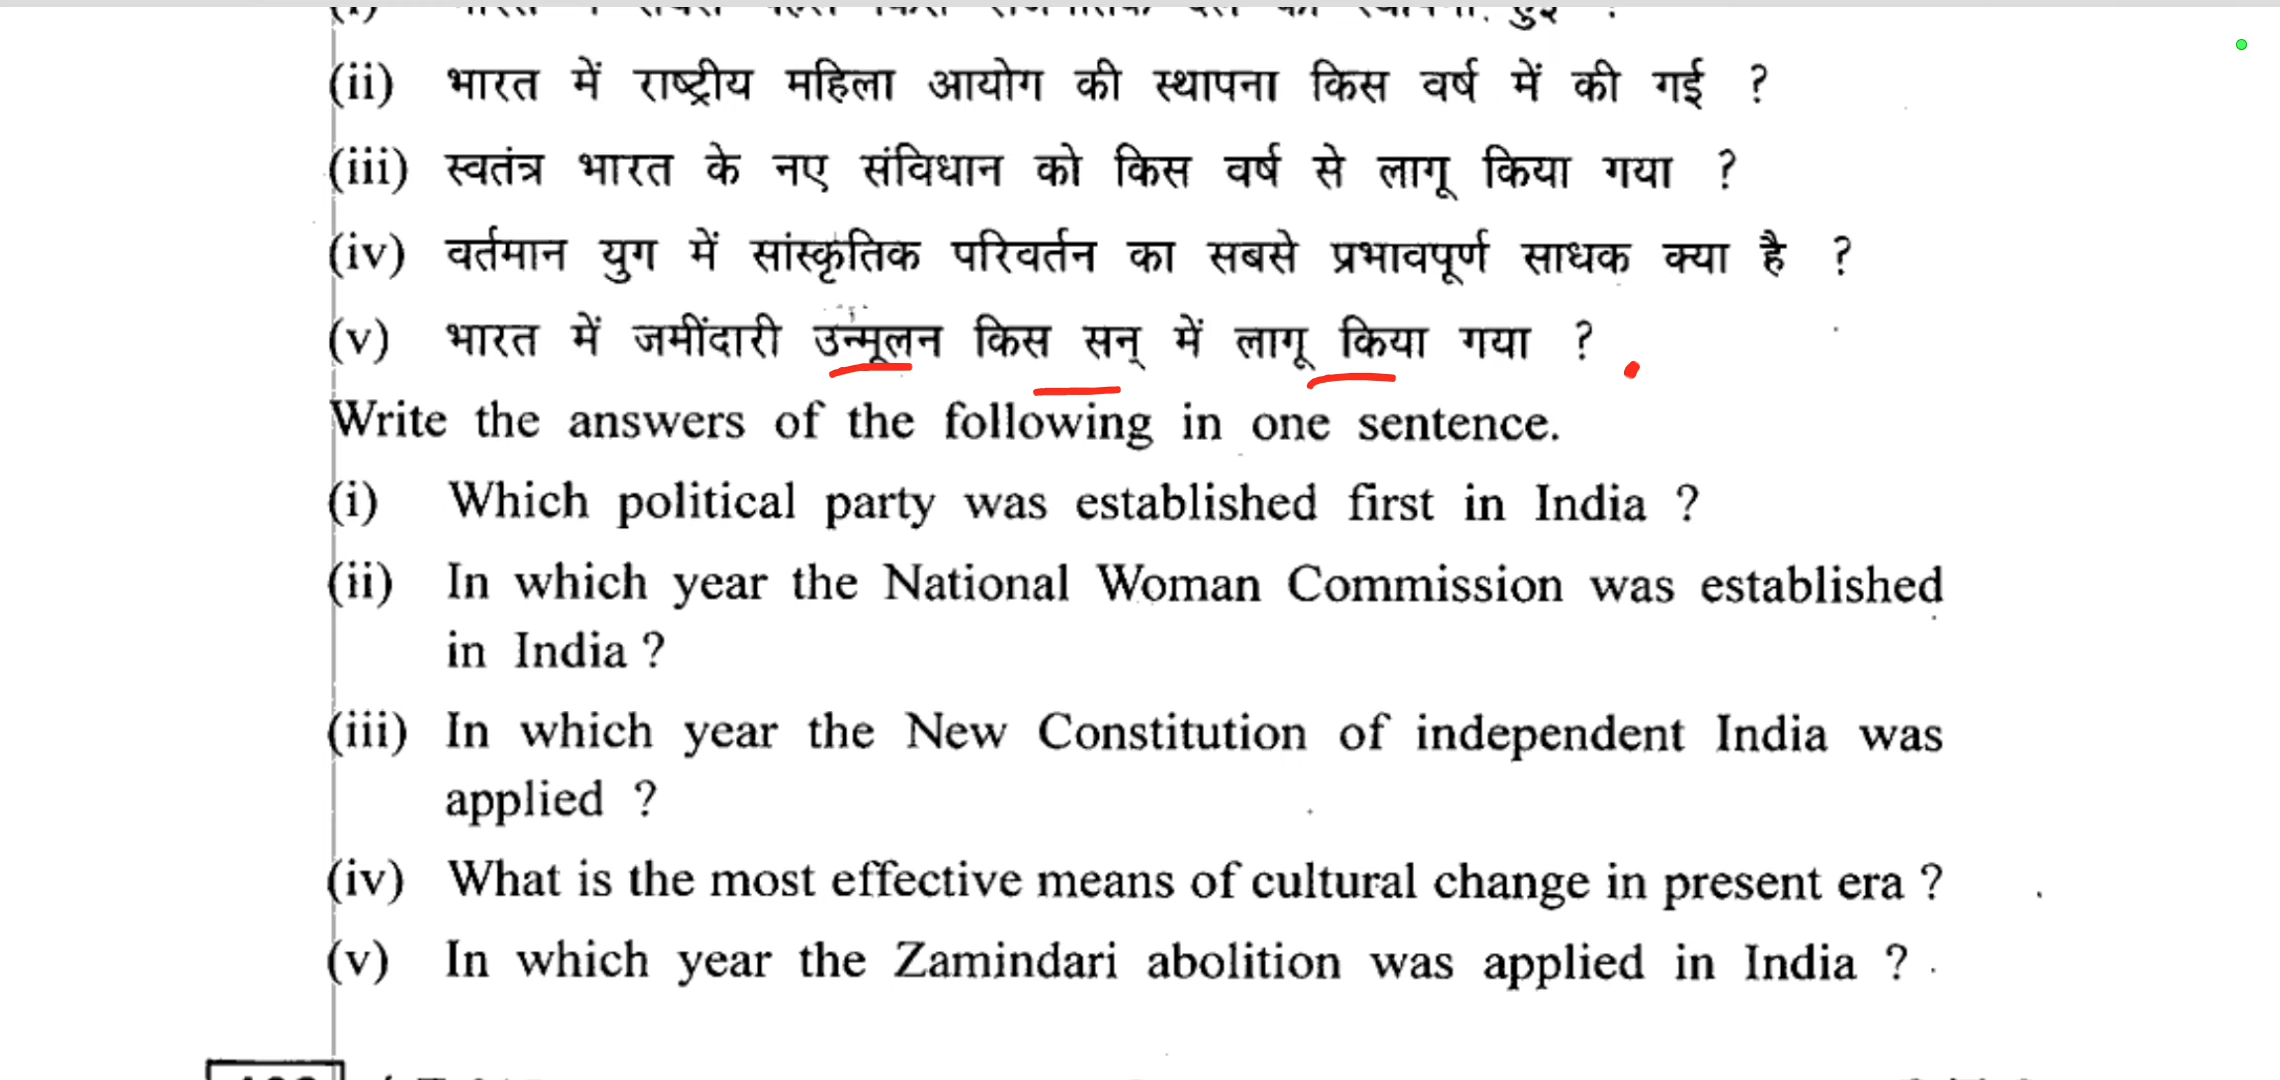 (ii) भारत में राष्ट्रीय महिला आयोग की स्थापना किस वर्ष में की गई ?
(iii) स्वतंत्र भारत के नए संविधान को किस वर्ष से लागू किया गया ?
(iv) वर्तमान युग में सांस्कृतिक परिवर्तन का सबसे प्रभावपूर्ण साधक क्या है ?
(v) भारत में जमींदारी उन्मूलन किस सन् में लागू किया गया ?
Write the answers of the following in one sentence.
(i) Which political party was established first in India ?
(ii) In which year the National Woman Commission was established
in India ?
(iii) In which year the New Constitution of independent India was
applied ?
(iv) What is the most effective means of cultural change in present era ?
(v) In which year the Zamindari abolition was applied in India ?